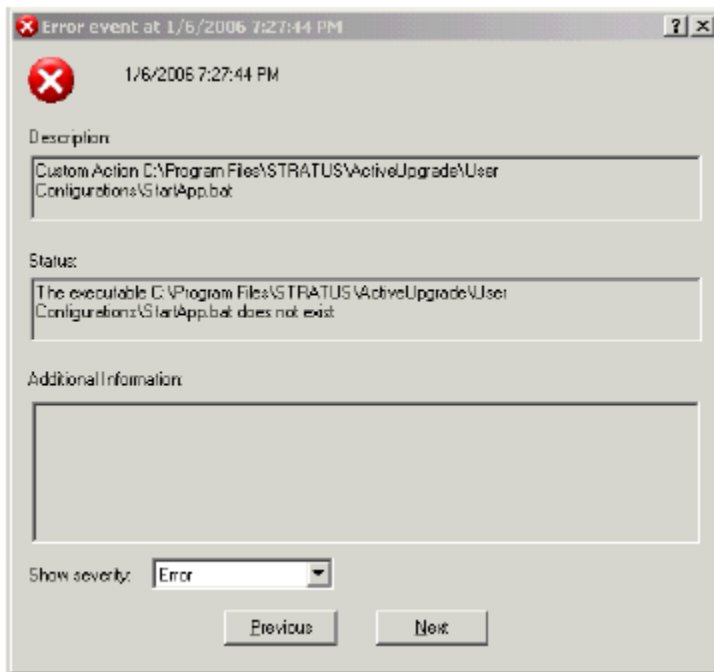 Error event at 1/6/2006 7:27:44 PM
1/6/2006 7:27:44 PM
Description:
Custom Action C:\Program Files\STRATUS\ActiveUpgrade\User
Configurations\StartApp.bat
Status:
The executable C:\Program Files\STRATUS\ActiveUpgrade\User
Configurations\StartApp.bat does not exist
Additional Information:
Show severity: Error
Previous Next